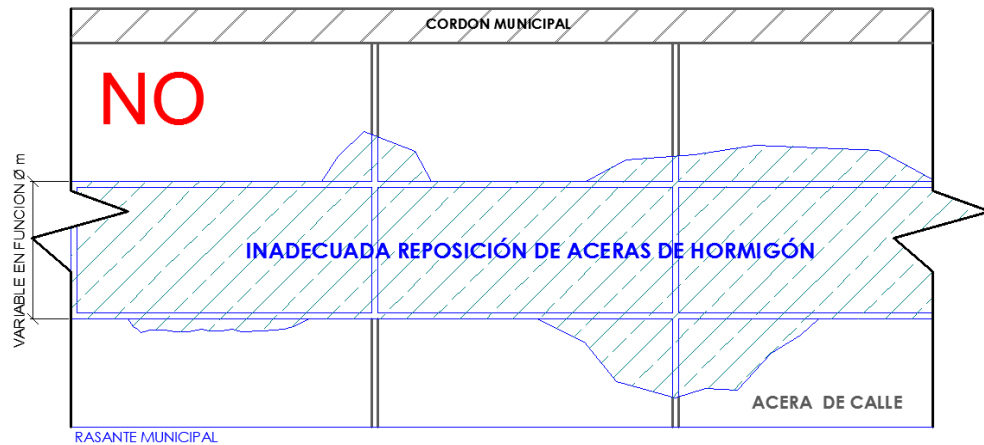 CORDON MUNICIPAL
NO
VARIABLE EN FUNCION Ø m
INADECUADA REPOSICIÓN DE ACERAS DE HORMIGÓN
ACERA DE CALLE
RASANTE MUNICIPAL